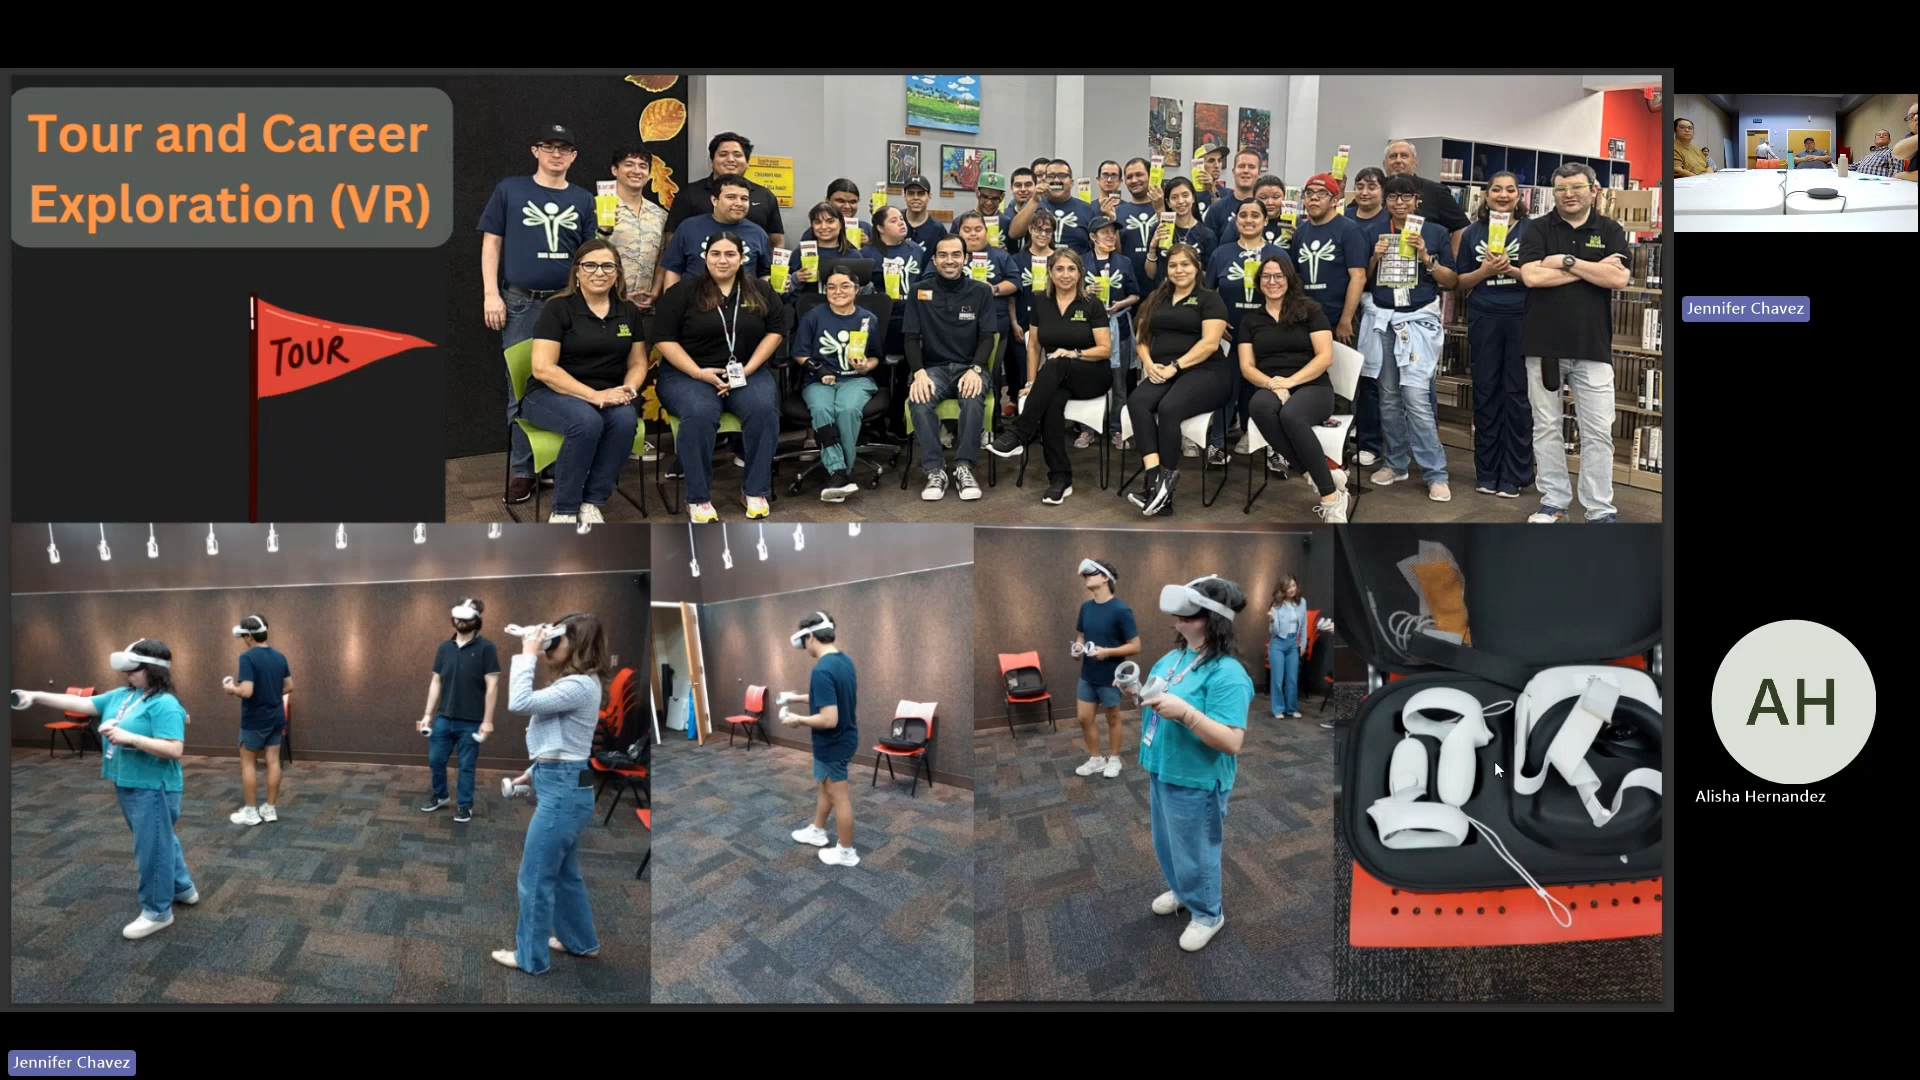 Tour and Career
Exploration (VR)
TOUR
Jennifer Chavez
AH
Alisha Hernandez
Jennifer Chavez